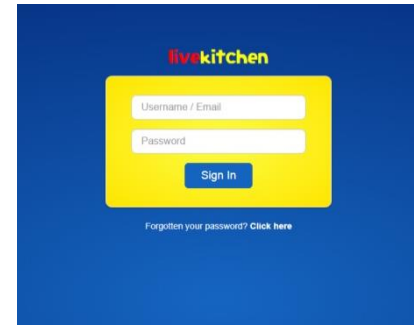 livekitchen
Username / Email
Password
Sign In
Forgotten your password? Click here